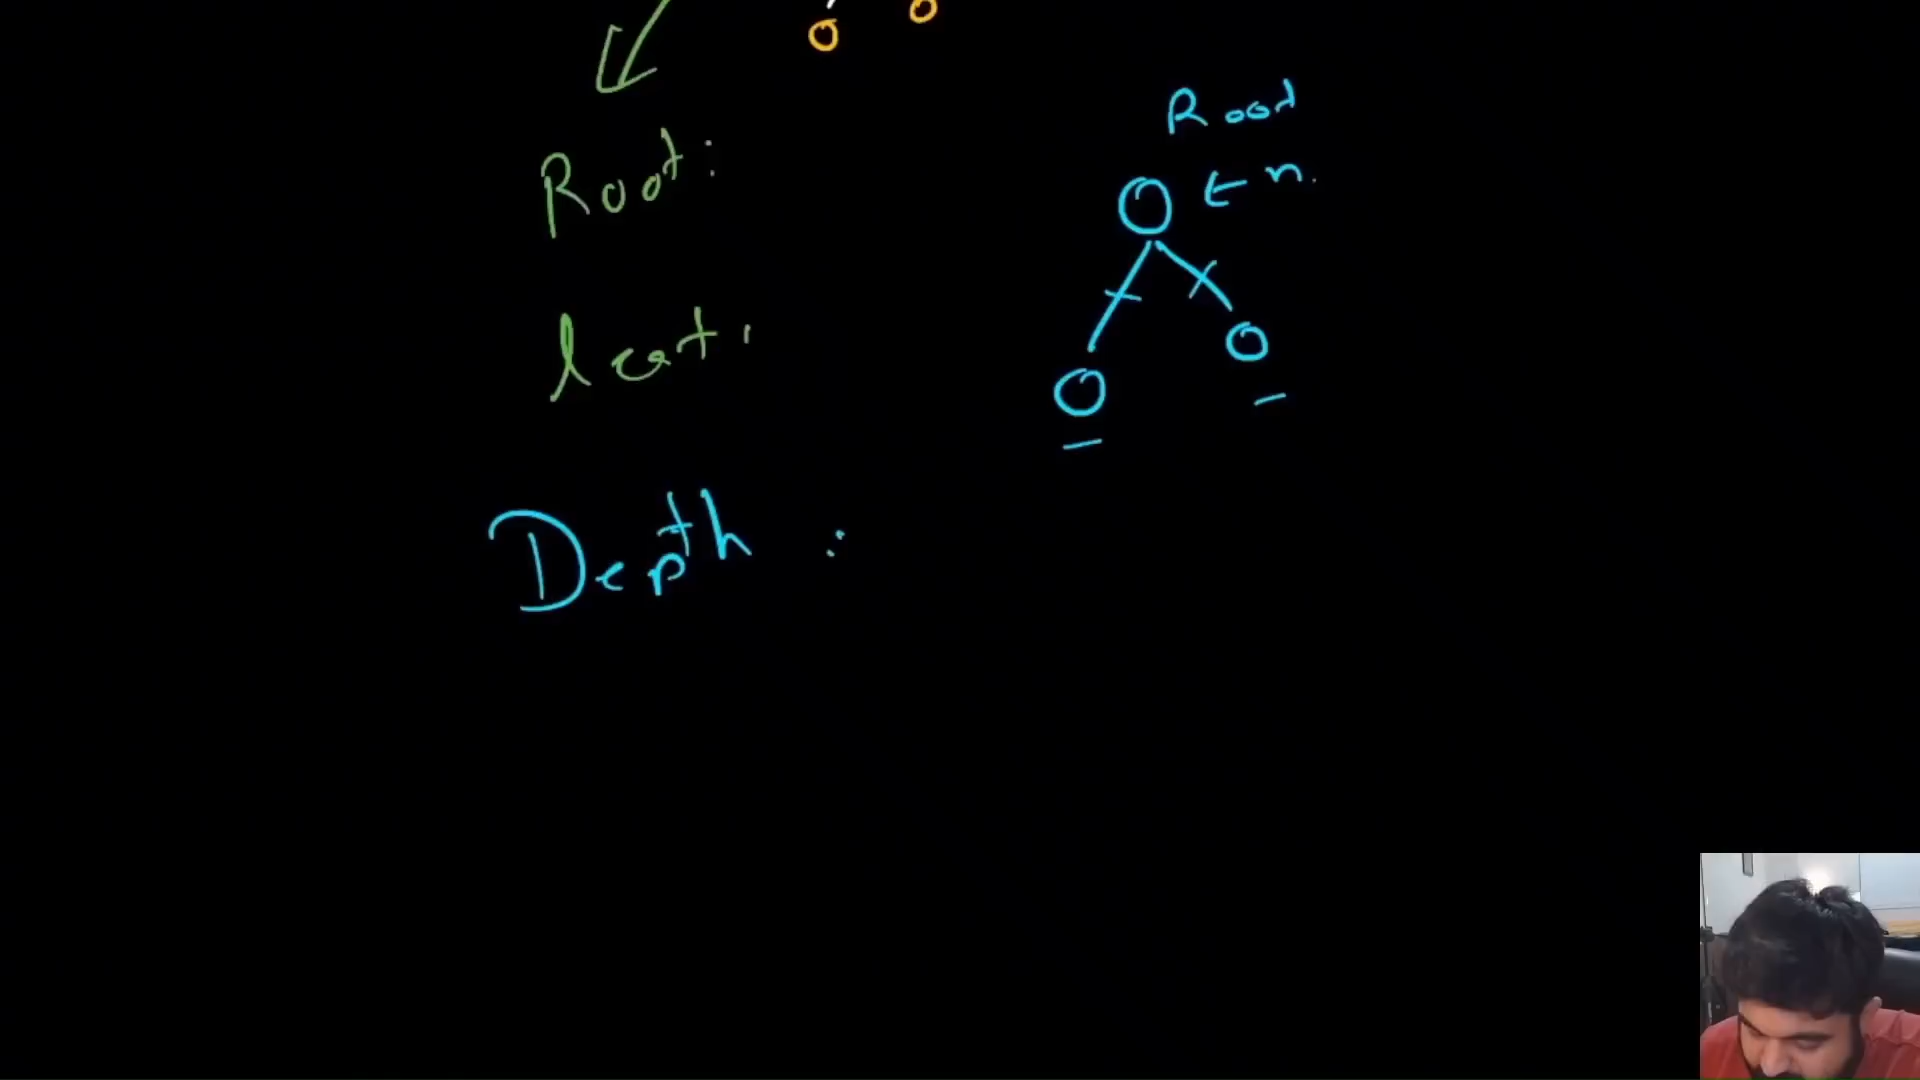 Root:
Root
← n.
leaf:
Depth :